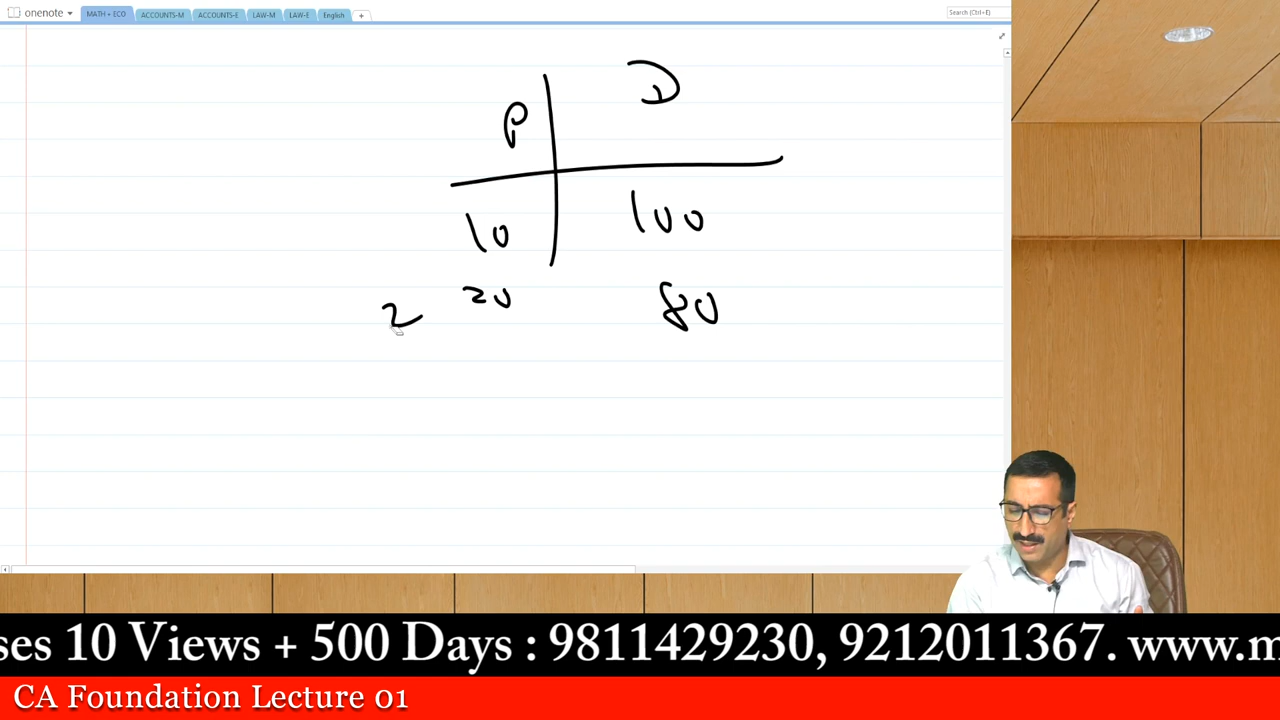 onenote
MATH + ECO
ACCOUNTS-M
ACCOUNTS-E
LAW-M
LAW-E
English
+
Search (Ctrl+E)
P D
10 100
20 80
2
ses 10 Views + 500 Days : 9811429230, 9212011367. www.m
CA Foundation Lecture 01